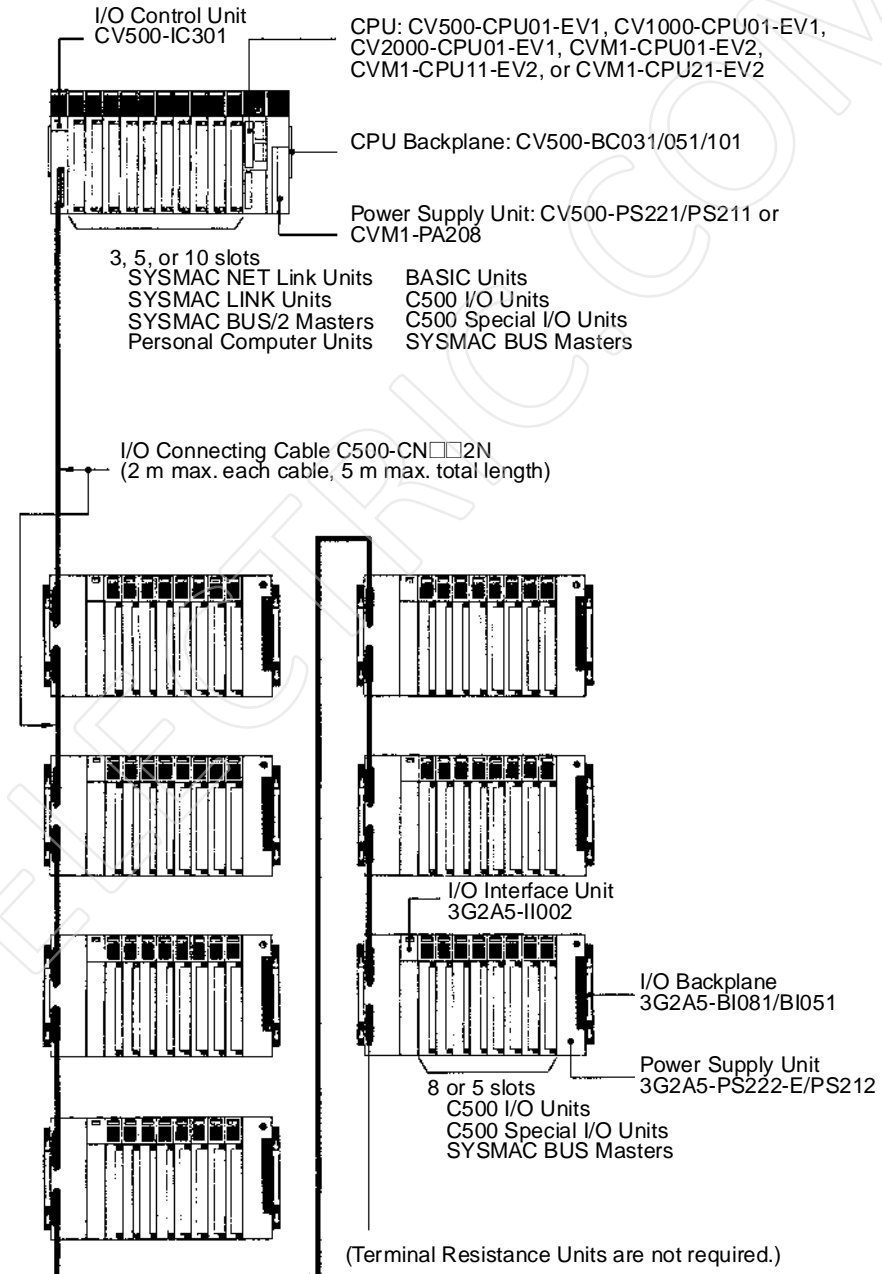 I/O Control Unit
CV500-IC301
CPU: CV500-CPU01-EV1, CV1000-CPU01-EV1,
CV2000-CPU01-EV1, CVM1-CPU01-EV2,
CVM1-CPU11-EV2, or CVM1-CPU21-EV2
CPU Backplane: CV500-BC031/051/101
Power Supply Unit: CV500-PS221/PS211 or
CVM1-PA208
3, 5, or 10 slots
SYSMAC NET Link Units
SYSMAC LINK Units
SYSMAC BUS/2 Masters
Personal Computer Units
BASIC Units
C500 I/O Units
C500 Special I/O Units
SYSMAC BUS Masters
I/O Connecting Cable C500-CN□□2N
(2 m max. each cable, 5 m max. total length)
I/O Interface Unit
3G2A5-II002
I/O Backplane
3G2A5-BI081/BI051
Power Supply Unit
3G2A5-PS222-E/PS212
8 or 5 slots
C500 I/O Units
C500 Special I/O Units
SYSMAC BUS Masters
(Terminal Resistance Units are not required.)
ELECTRIC.COM